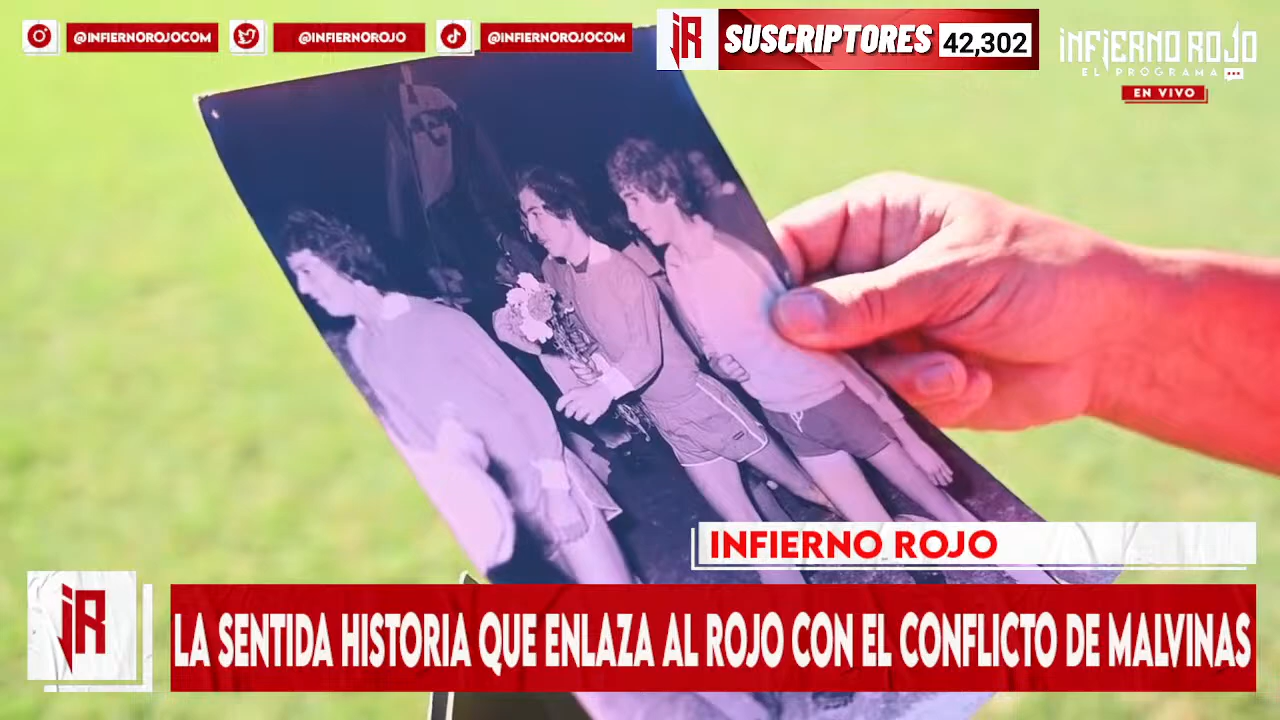 @INFIERNOROJOCOM
@INFIERNOROJO
@INFIERNOROJOCOM
iR SUSCRIPTORES 42,302
INFIERNO ROJO
EL PROGRAMA
EN VIVO
INFIERNO ROJO
iR
LA SENTIDA HISTORIA QUE ENLAZA AL ROJO CON EL CONFLICTO DE MALVINAS